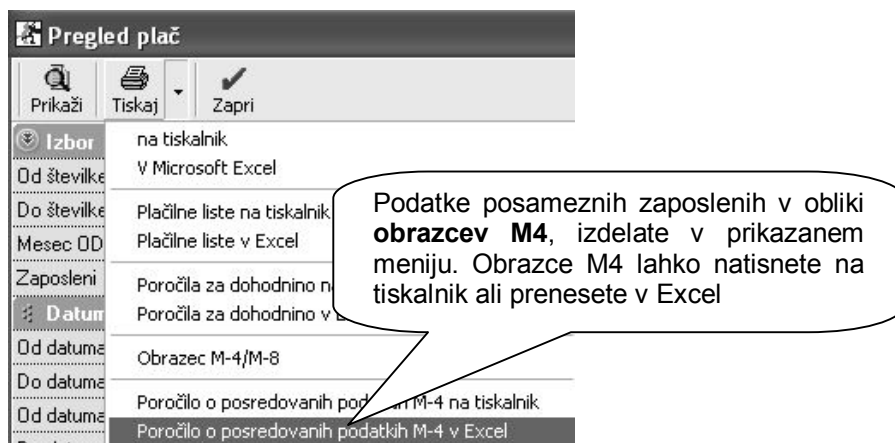 Pregled plač
Prikaži Tiskaj Zapri
Izbor
Od številke
Do številke
Mesec OD
Zaposleni
Datum
Od datuma
Do datuma
Od datuma
na tiskalnik
V Microsoft Excel
Plačilne liste na tiskalnik
Plačilne liste v Excel
Poročila za dohodnino
Poročila za dohodnino v
Obrazec M-4/M-8
Poročilo o posredovanih M-4 na tiskalnik
Poročilo o posredovanih podatkih M-4 v Excel
Podatke posameznih zaposlenih v obliki
obrazcev M4, izdelate v prikazanem
meniju. Obrazce M4 lahko natisnete na
tiskalnik ali prenesete v Excel